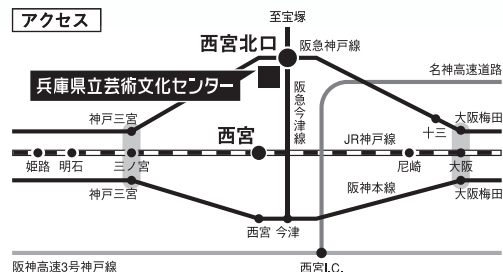 アクセス
至宝塚
西宮北口
阪急神戸線
名神高速道路
兵庫県立芸術文化センター
阪急今津線
神戸三宮
十三
大阪梅田
西宮
JR神戸線
姫路
明石
三ノ宮
尼崎
大阪
神戸三宮
阪神本線
大阪梅田
西宮
今津
阪神高速3号神戸線
西宮I.C.